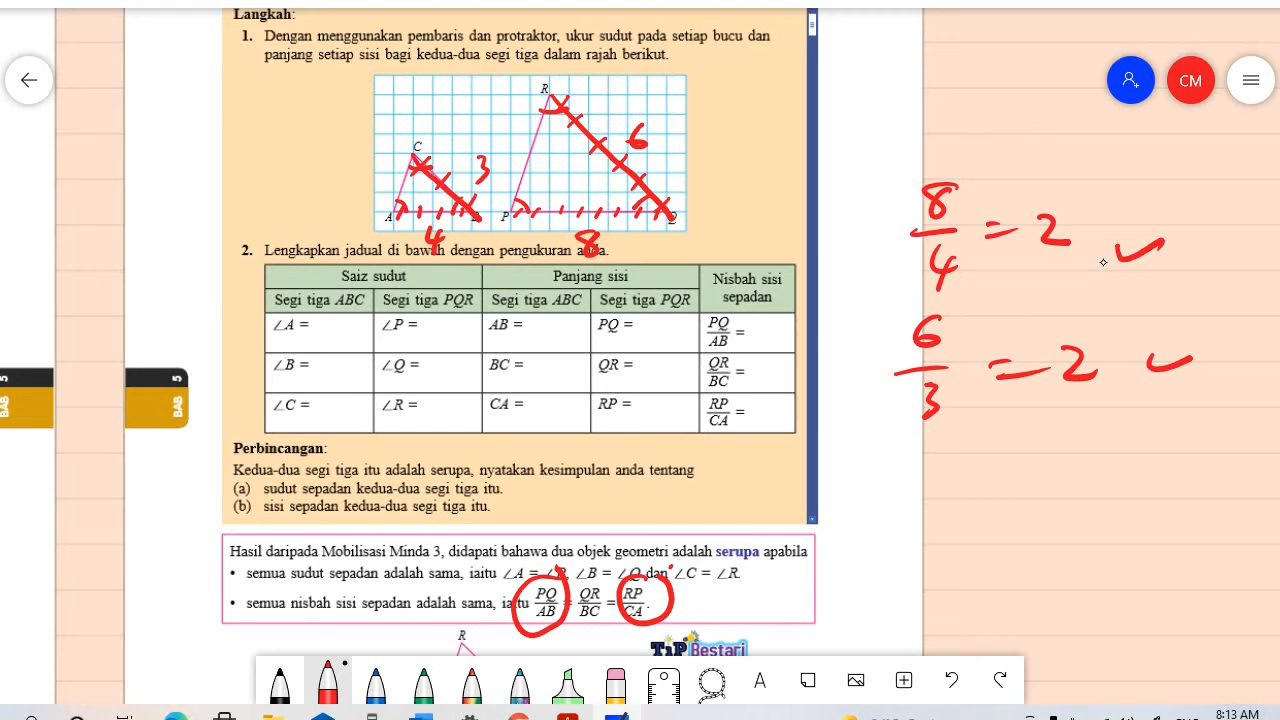 Langkah:
1. Dengan menggunakan pembaris dan protraktor, ukur sudut pada setiap bucu dan
panjang setiap sisi bagi kedua-dua segi tiga dalam rajah berikut.
R
C
6
3
A
P
Q
4
8
2. Lengkapkan jadual di bawah dengan pengukuran anda.
Saiz sudut Panjang sisi Nisbah sisi sepadan
Segi tiga ABC Segi tiga PQR Segi tiga ABC Segi tiga PQR
∠A = ∠P = AB = PQ = PQ/AB =
∠B = ∠Q = BC = QR = QR/BC =
∠C = ∠R = CA = RP = RP/CA =
Perbincangan:
Kedua-dua segi tiga itu adalah serupa, nyatakan kesimpulan anda tentang
(a) sudut sepadan kedua-dua segi tiga itu.
(b) sisi sepadan kedua-dua segi tiga itu.
Hasil daripada Mobilisasi Minda 3, didapati bahawa dua objek geometri adalah serupa apabila
• semua sudut sepadan adalah sama, iaitu ∠A = ∠P, ∠B = ∠Q dan ∠C = ∠R.
• semua nisbah sisi sepadan adalah sama, iaitu PQ/AB = QR/BC = RP/CA.
R
TiP Bestari
8/4 = 2 ✓
6/3 = 2 ✓
CM
BAB 5
BAB 5
A
8:13 AM